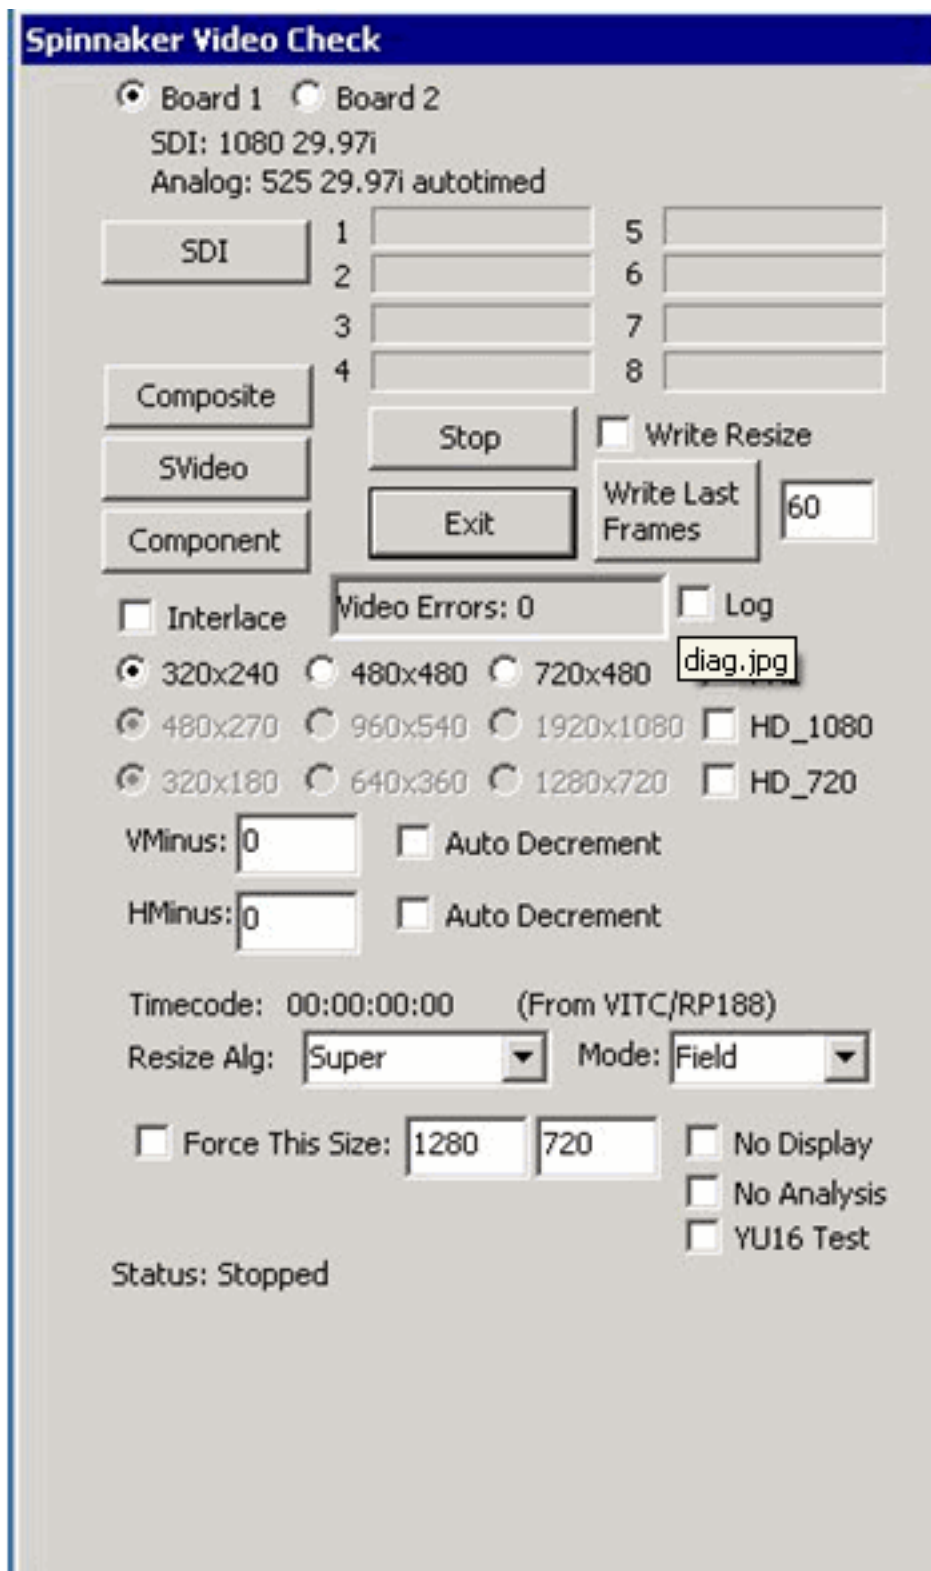 Spinnaker Video Check
Board 1 Board 2
SDI: 1080 29.97i
Analog: 525 29.97i autotimed
SDI 1 5
2 6
3 7
4 8
Composite
Stop Write Resize
SVideo
Write Last Frames 60
Exit
Component
Interlace Video Errors: 0 Log
diag.jpg
320x240 480x480 720x480
480x270 960x540 1920x1080 HD_1080
320x180 640x360 1280x720 HD_720
VMinus: 0 Auto Decrement
HMinus: 0 Auto Decrement
Timecode: 00:00:00:00 (From VITC/RP188)
Resize Alg: Super Mode: Field
Force This Size: 1280 720 No Display
No Analysis
YU16 Test
Status: Stopped